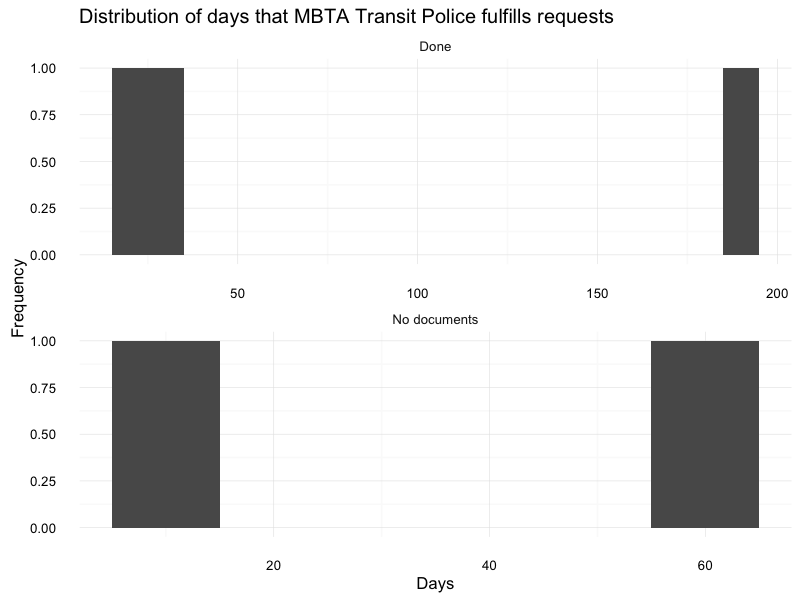 Distribution of days that MBTA Transit Police fulfills requests
Done
1.00
0.75
0.50
0.25
0.00
50 100 150 200
Frequency
No documents
1.00
0.75
0.50
0.25
0.00
20 40 60
Days